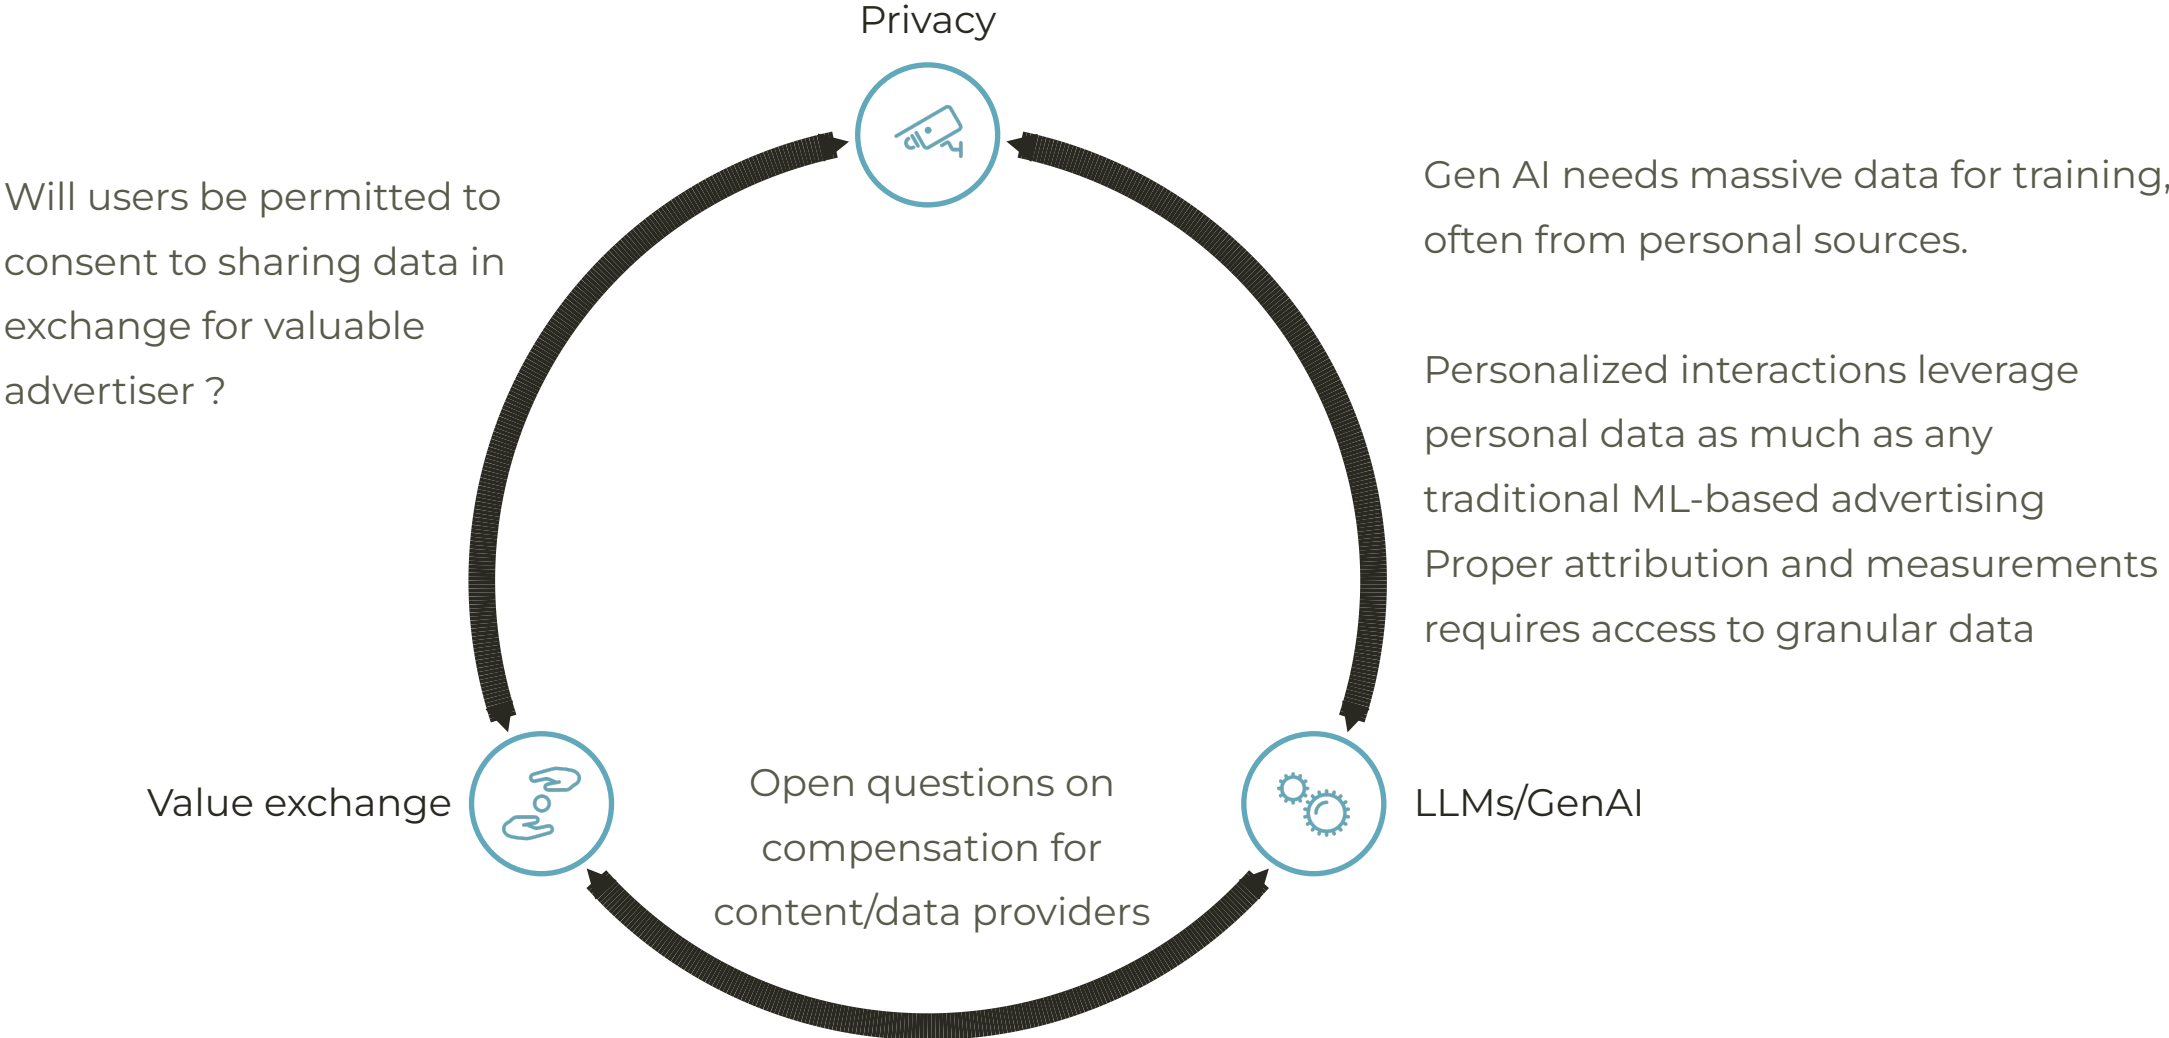 Privacy
Will users be permitted to
consent to sharing data in
exchange for valuable
advertiser ?
Gen AI needs massive data for training,
often from personal sources.
Personalized interactions leverage
personal data as much as any
traditional ML-based advertising
Proper attribution and measurements
requires access to granular data
Value exchange
Open questions on
compensation for
content/data providers
LLMs/GenAI